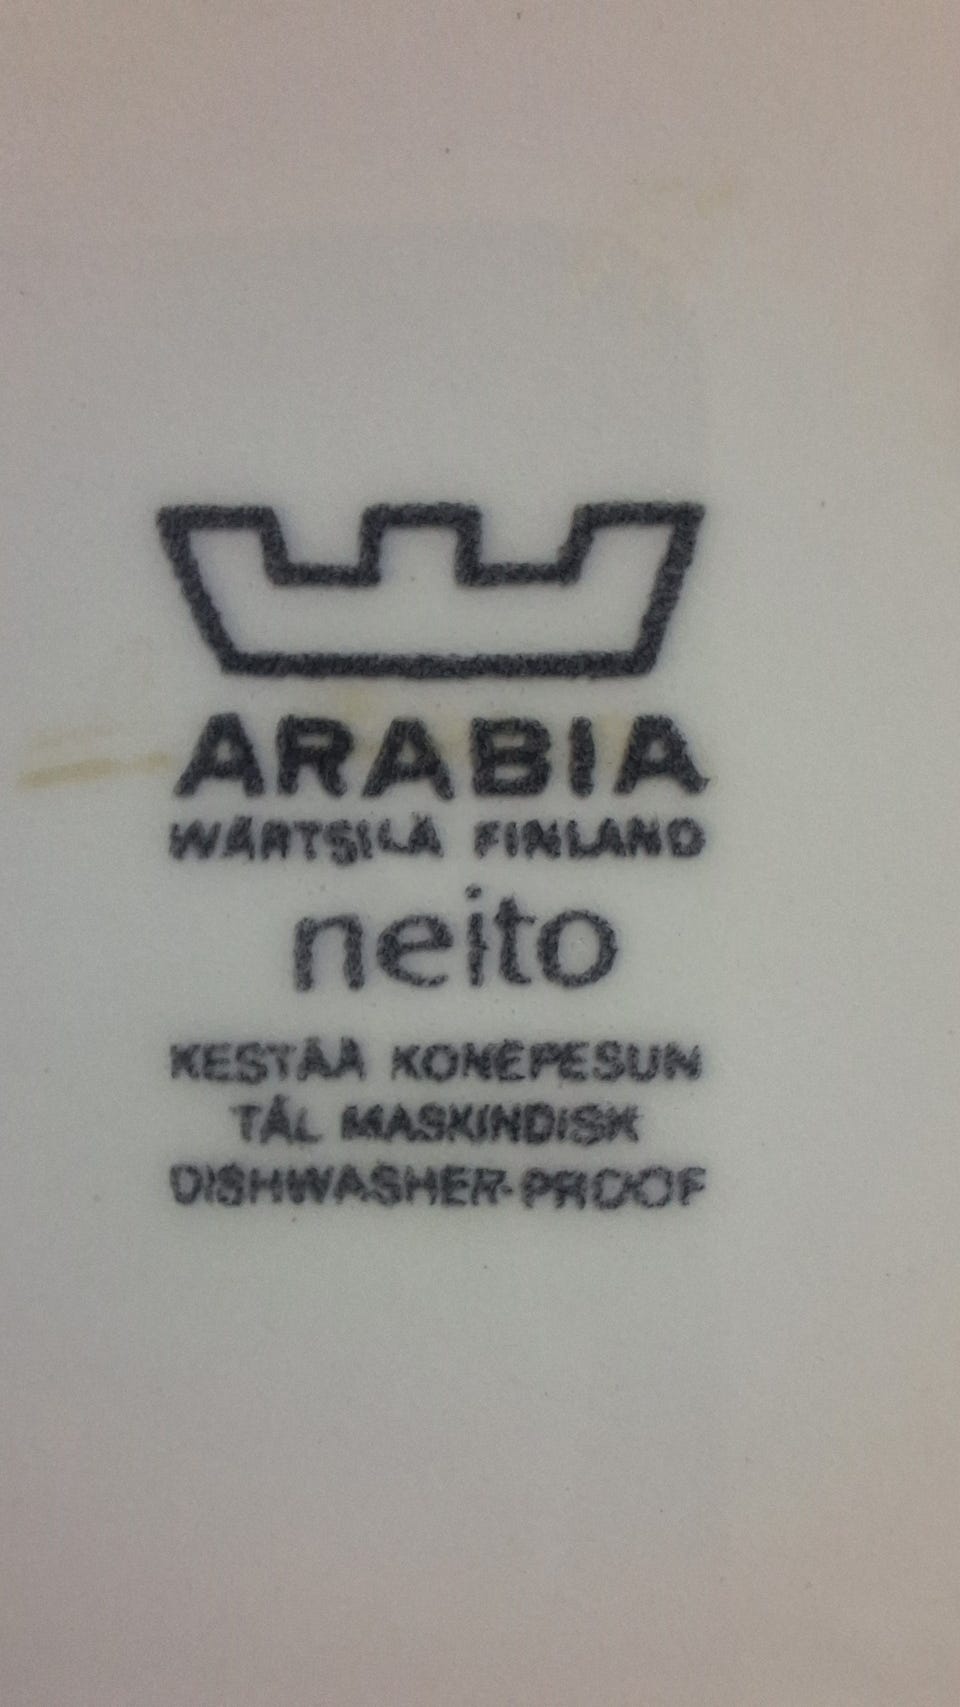 ARABIA
WÄRTSILÄ FINLAND
neito
KESTÄÄ KONEPESUN
TÅL MASKINDISK
DISHWASHER-PROOF